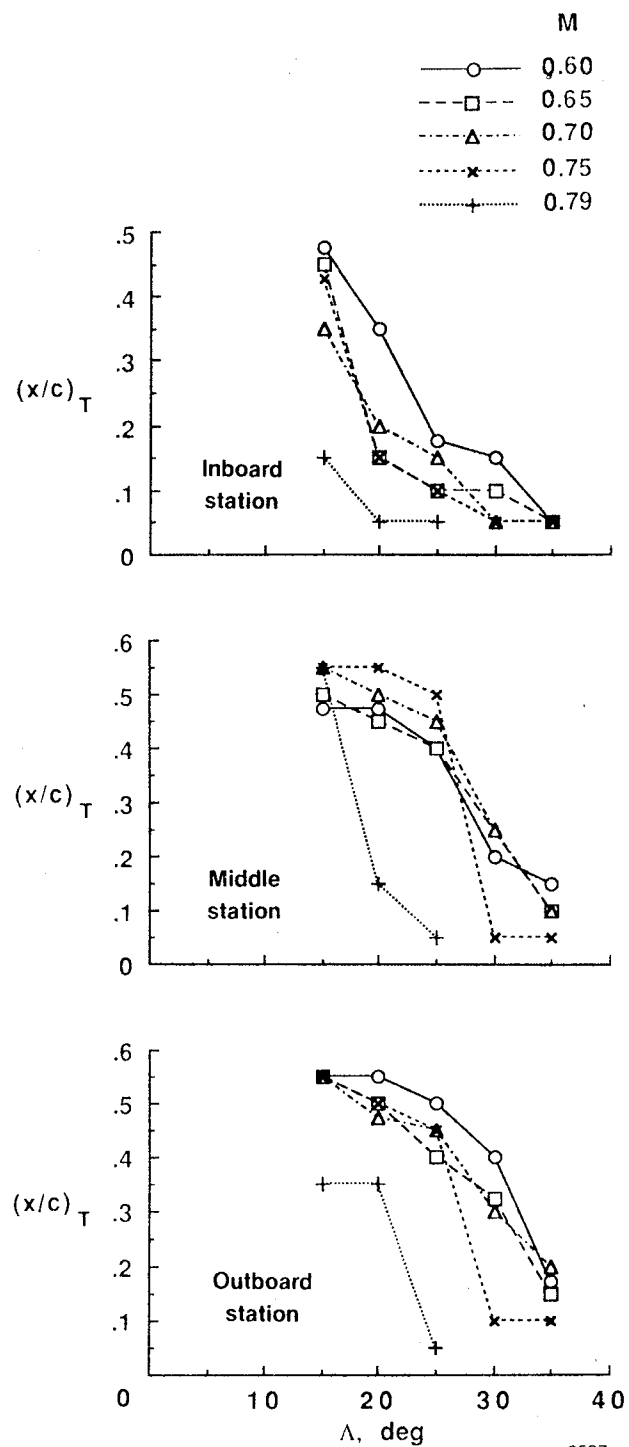 M
0.60
0.65
0.70
0.75
0.79
.5
.4
.3
.2
.1
0
(x/c)T
Inboard
station
.6
.5
.4
.3
.2
.1
0
(x/c)T
Middle
station
.6
.5
.4
.3
.2
.1
0
(x/c)T
Outboard
station
10
20
30
40
Λ, deg